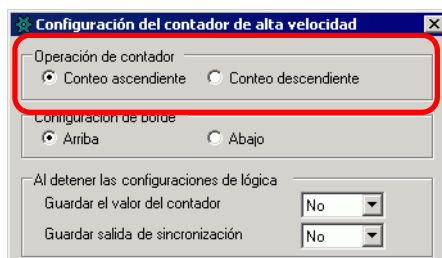 Configuración del contador de alta velocidad
Operación de contador
Conteo ascendiente Conteo descendiente
Configuración de borde
Arriba Abajo
Al detener las configuraciones de lógica
Guardar el valor del contador No
Guardar salida de sincronización No